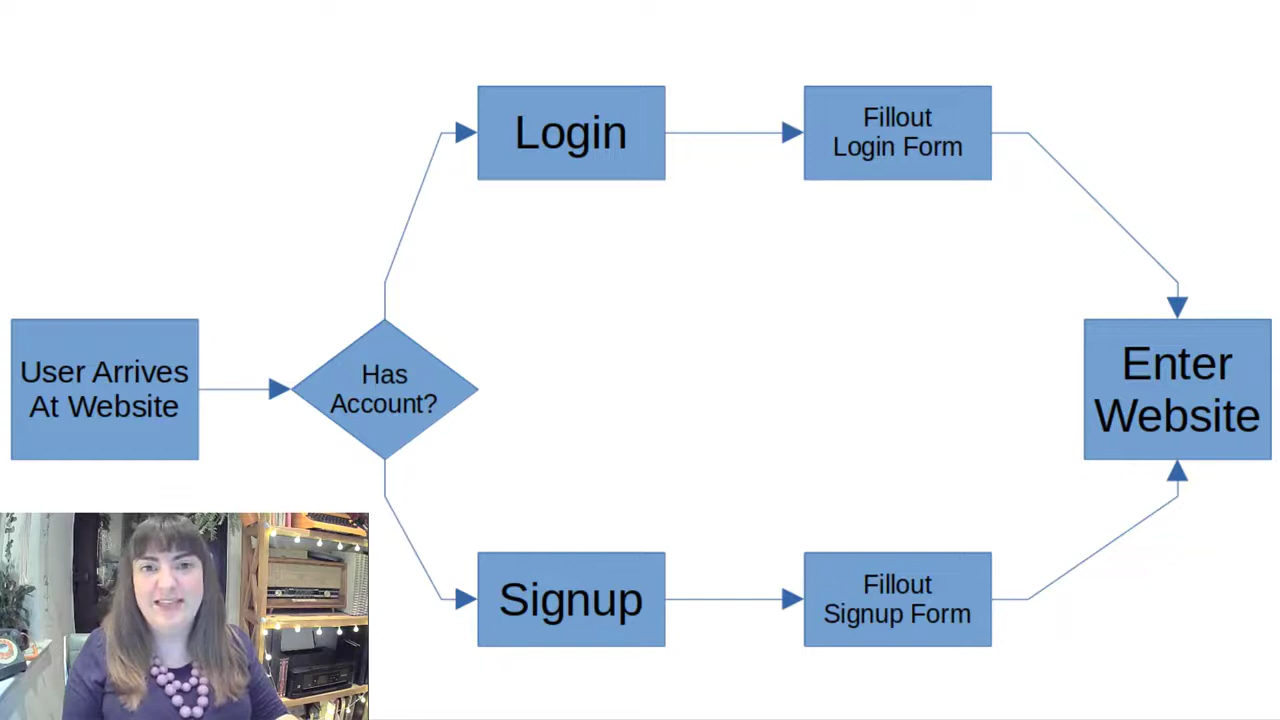 User Arrives
At Website
Has
Account?
Login
Fillout
Login Form
Signup
Fillout
Signup Form
Enter
Website